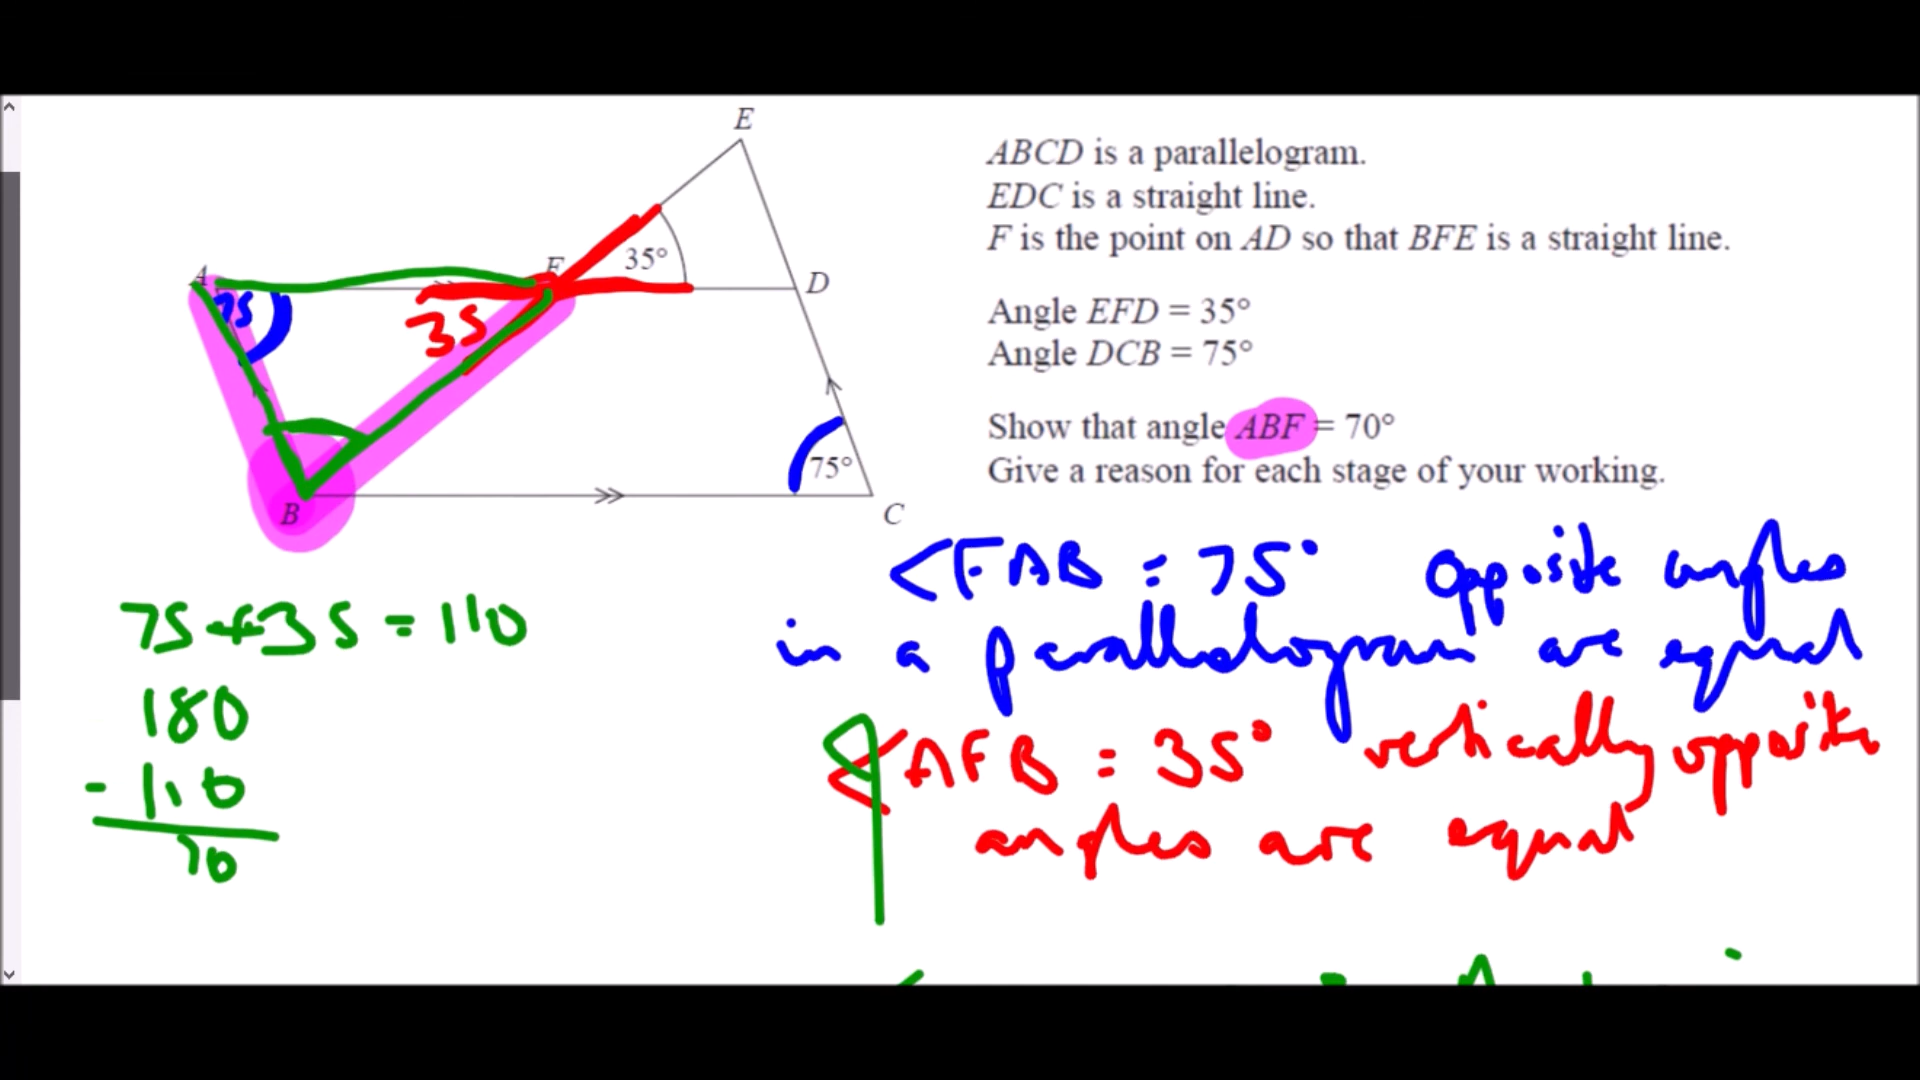 E
ABCD is a parallelogram.
EDC is a straight line.
F is the point on AD so that BFE is a straight line.
A
F
35°
D
75
35
Angle EFD = 35°
Angle DCB = 75°
Show that angle ABF = 70°
Give a reason for each stage of your working.
75°
B
C
<FAB = 75° opposite angles
in a parallelogram are equal
75+35=110
180
-110
70
<AFB = 35° vertically opposite
angles are equal